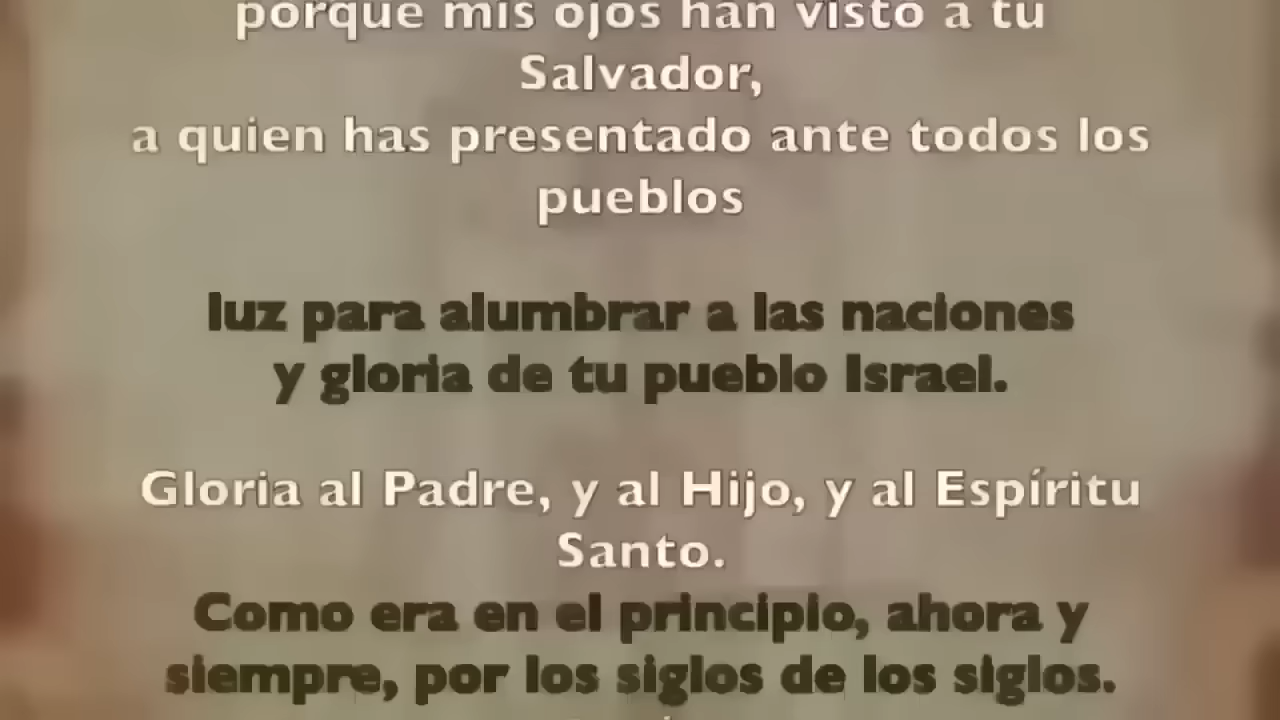 porque mis ojos han visto a tu
Salvador,
a quien has presentado ante todos los
pueblos
luz para alumbrar a las naciones
y gloria de tu pueblo Israel.
Gloria al Padre, y al Hijo, y al Espíritu
Santo.
Como era en el principio, ahora y
siempre, por los siglos de los siglos.